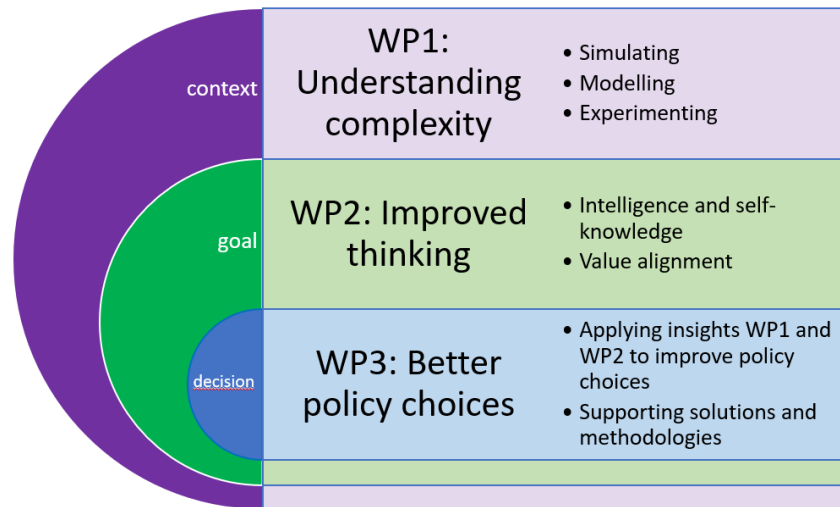 context
WP1:
Understanding
complexity
• Simulating
• Modelling
• Experimenting
goal
WP2: Improved
thinking
• Intelligence and self-
knowledge
• Value alignment
decision
WP3: Better
policy choices
• Applying insights WP1 and
WP2 to improve policy
choices
• Supporting solutions and
methodologies